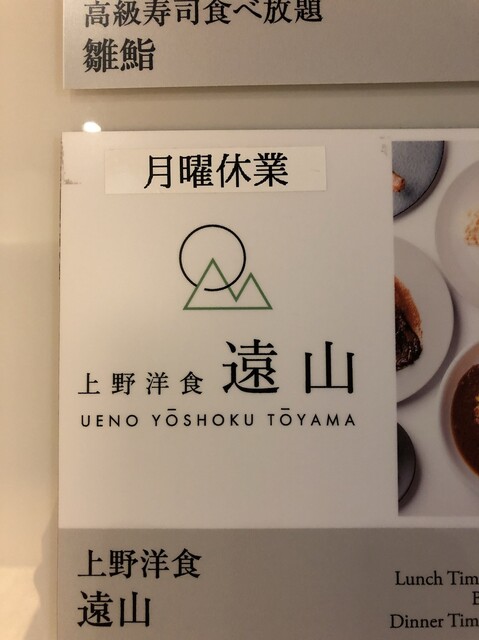 高級寿司食べ放題
雛鮨
月曜休業
上野洋食 遠山
UENO YŌSHOKU TŌYAMA
上野洋食
遠山
Lunch Tim
Dinner Tim